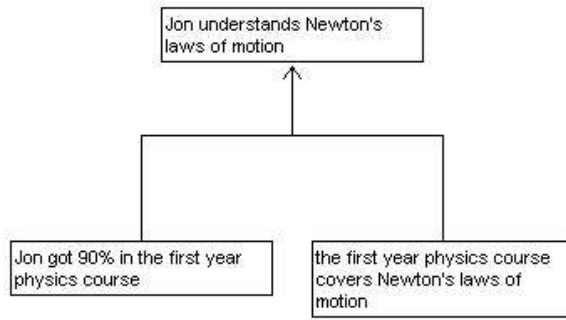 Jon understands Newton's
laws of motion
Jon got 90% in the first year
physics course
the first year physics course
covers Newton's laws of
motion